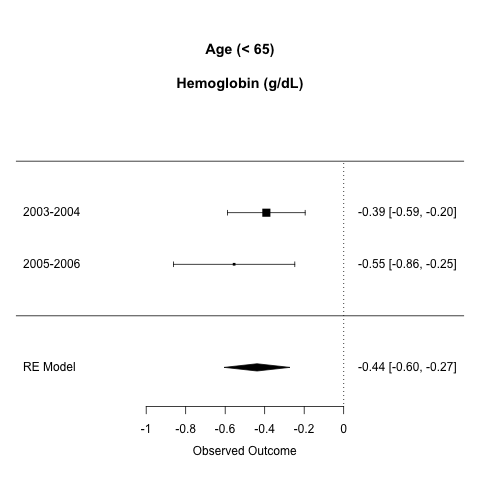 Age (< 65)
Hemoglobin (g/dL)
2003-2004 -0.39 [-0.59, -0.20]
2005-2006 -0.55 [-0.86, -0.25]
RE Model -0.44 [-0.60, -0.27]
-1 -0.8 -0.6 -0.4 -0.2 0
Observed Outcome